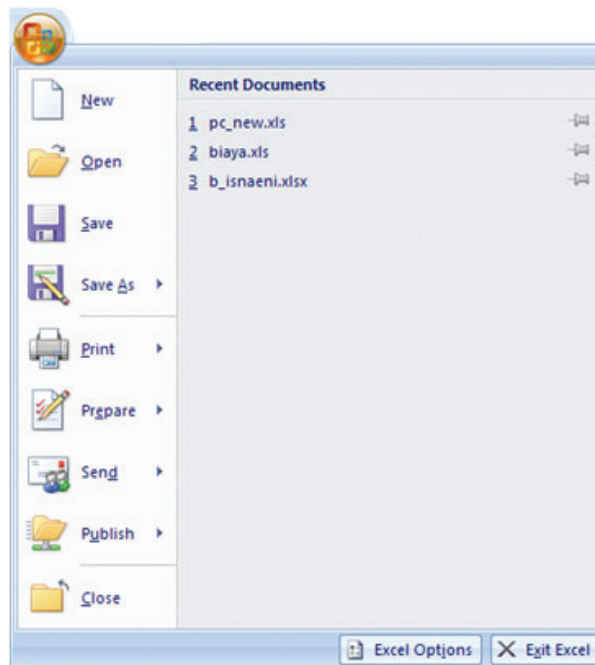 New
Open
Save
Save As
Print
Prepare
Send
Publish
Close
Recent Documents
1 pc_new.xls
2 biaya.xls
3 b_isnaeni.xlsx
Excel Options
Exit Excel